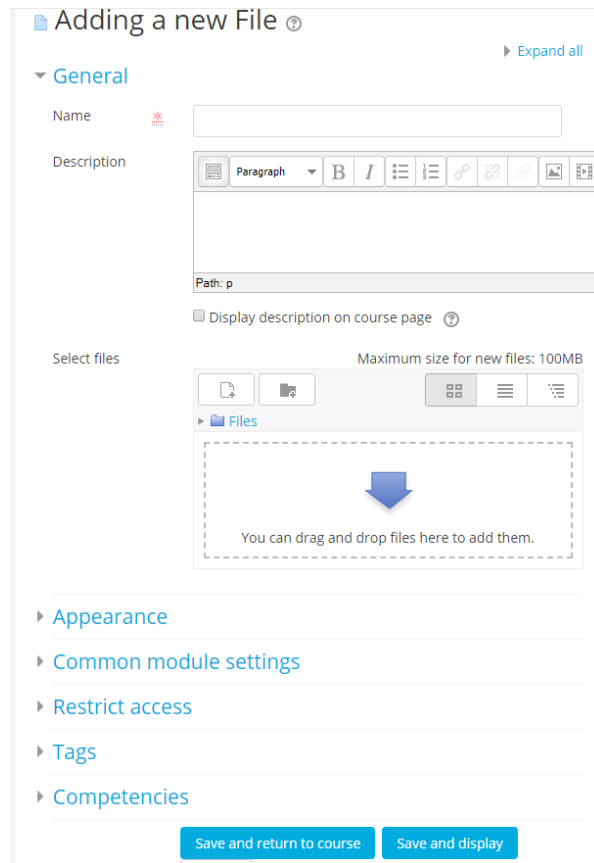 Adding a new File
Expand all
General
Name
Description
Paragraph B I
Path: p
Display description on course page
Select files Maximum size for new files: 100MB
Files
You can drag and drop files here to add them.
Appearance
Common module settings
Restrict access
Tags
Competencies
Save and return to course Save and display